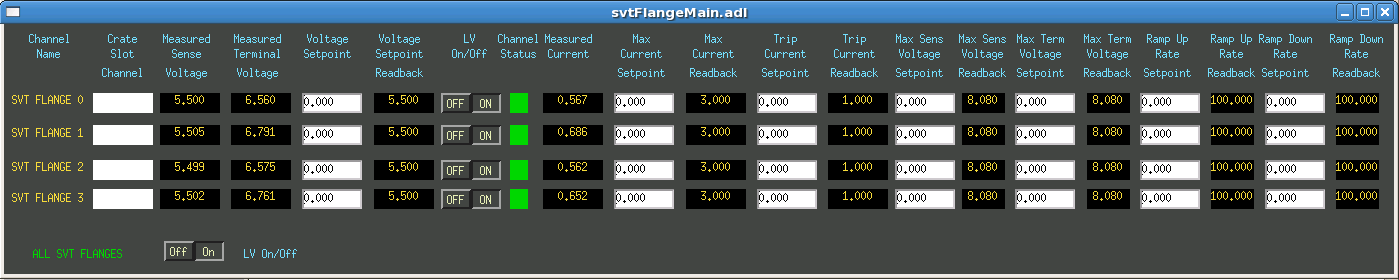 svtFlangeMain.adl
Channel Crate Measured Measured Voltage Voltage LV Channel Measured Max Max Trip Trip Max Sens Max Sens Max Term Max Term Ramp Up Ramp Up Ramp Down Ramp Down
Name Slot Sense Terminal Setpoint Setpoint On/Off Status Current Current Current Current Current Voltage Voltage Voltage Voltage Rate Rate Rate Rate
Channel Voltage Voltage Readback Setpoint Readback Setpoint Readback Setpoint Readback Setpoint Readback Setpoint Readback Setpoint Readback
SVT FLANGE 0 5.500 6.560 0.000 5.500 OFF ON 0.567 0.000 3.000 0.000 1.000 0.000 8.080 0.000 8.080 0.000 100.000 0.000 100.000
SVT FLANGE 1 5.505 6.791 0.000 5.500 OFF ON 0.686 0.000 3.000 0.000 1.000 0.000 8.080 0.000 8.080 0.000 100.000 0.000 100.000
SVT FLANGE 2 5.499 6.575 0.000 5.500 OFF ON 0.562 0.000 3.000 0.000 1.000 0.000 8.080 0.000 8.080 0.000 100.000 0.000 100.000
SVT FLANGE 3 5.502 6.761 0.000 5.500 OFF ON 0.652 0.000 3.000 0.000 1.000 0.000 8.080 0.000 8.080 0.000 100.000 0.000 100.000
ALL SVT FLANGES Off On LV On/Off